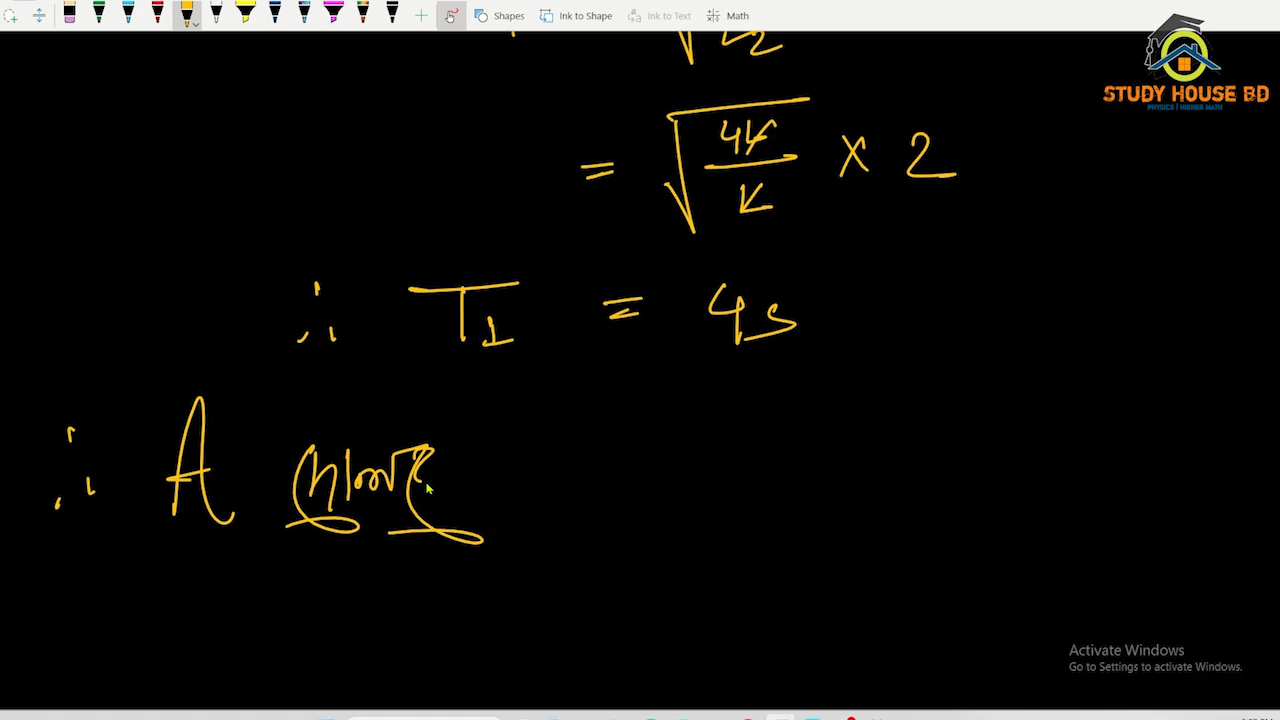 Shapes Ink to Shape Ink to Text Math
STUDY HOUSE BD
PHYSICS | HIGHER MATH
√L₂
= √(4K/K) × 2
∴ T₁ = 4s
∴ A দোলকের
Activate Windows
Go to Settings to activate Windows.